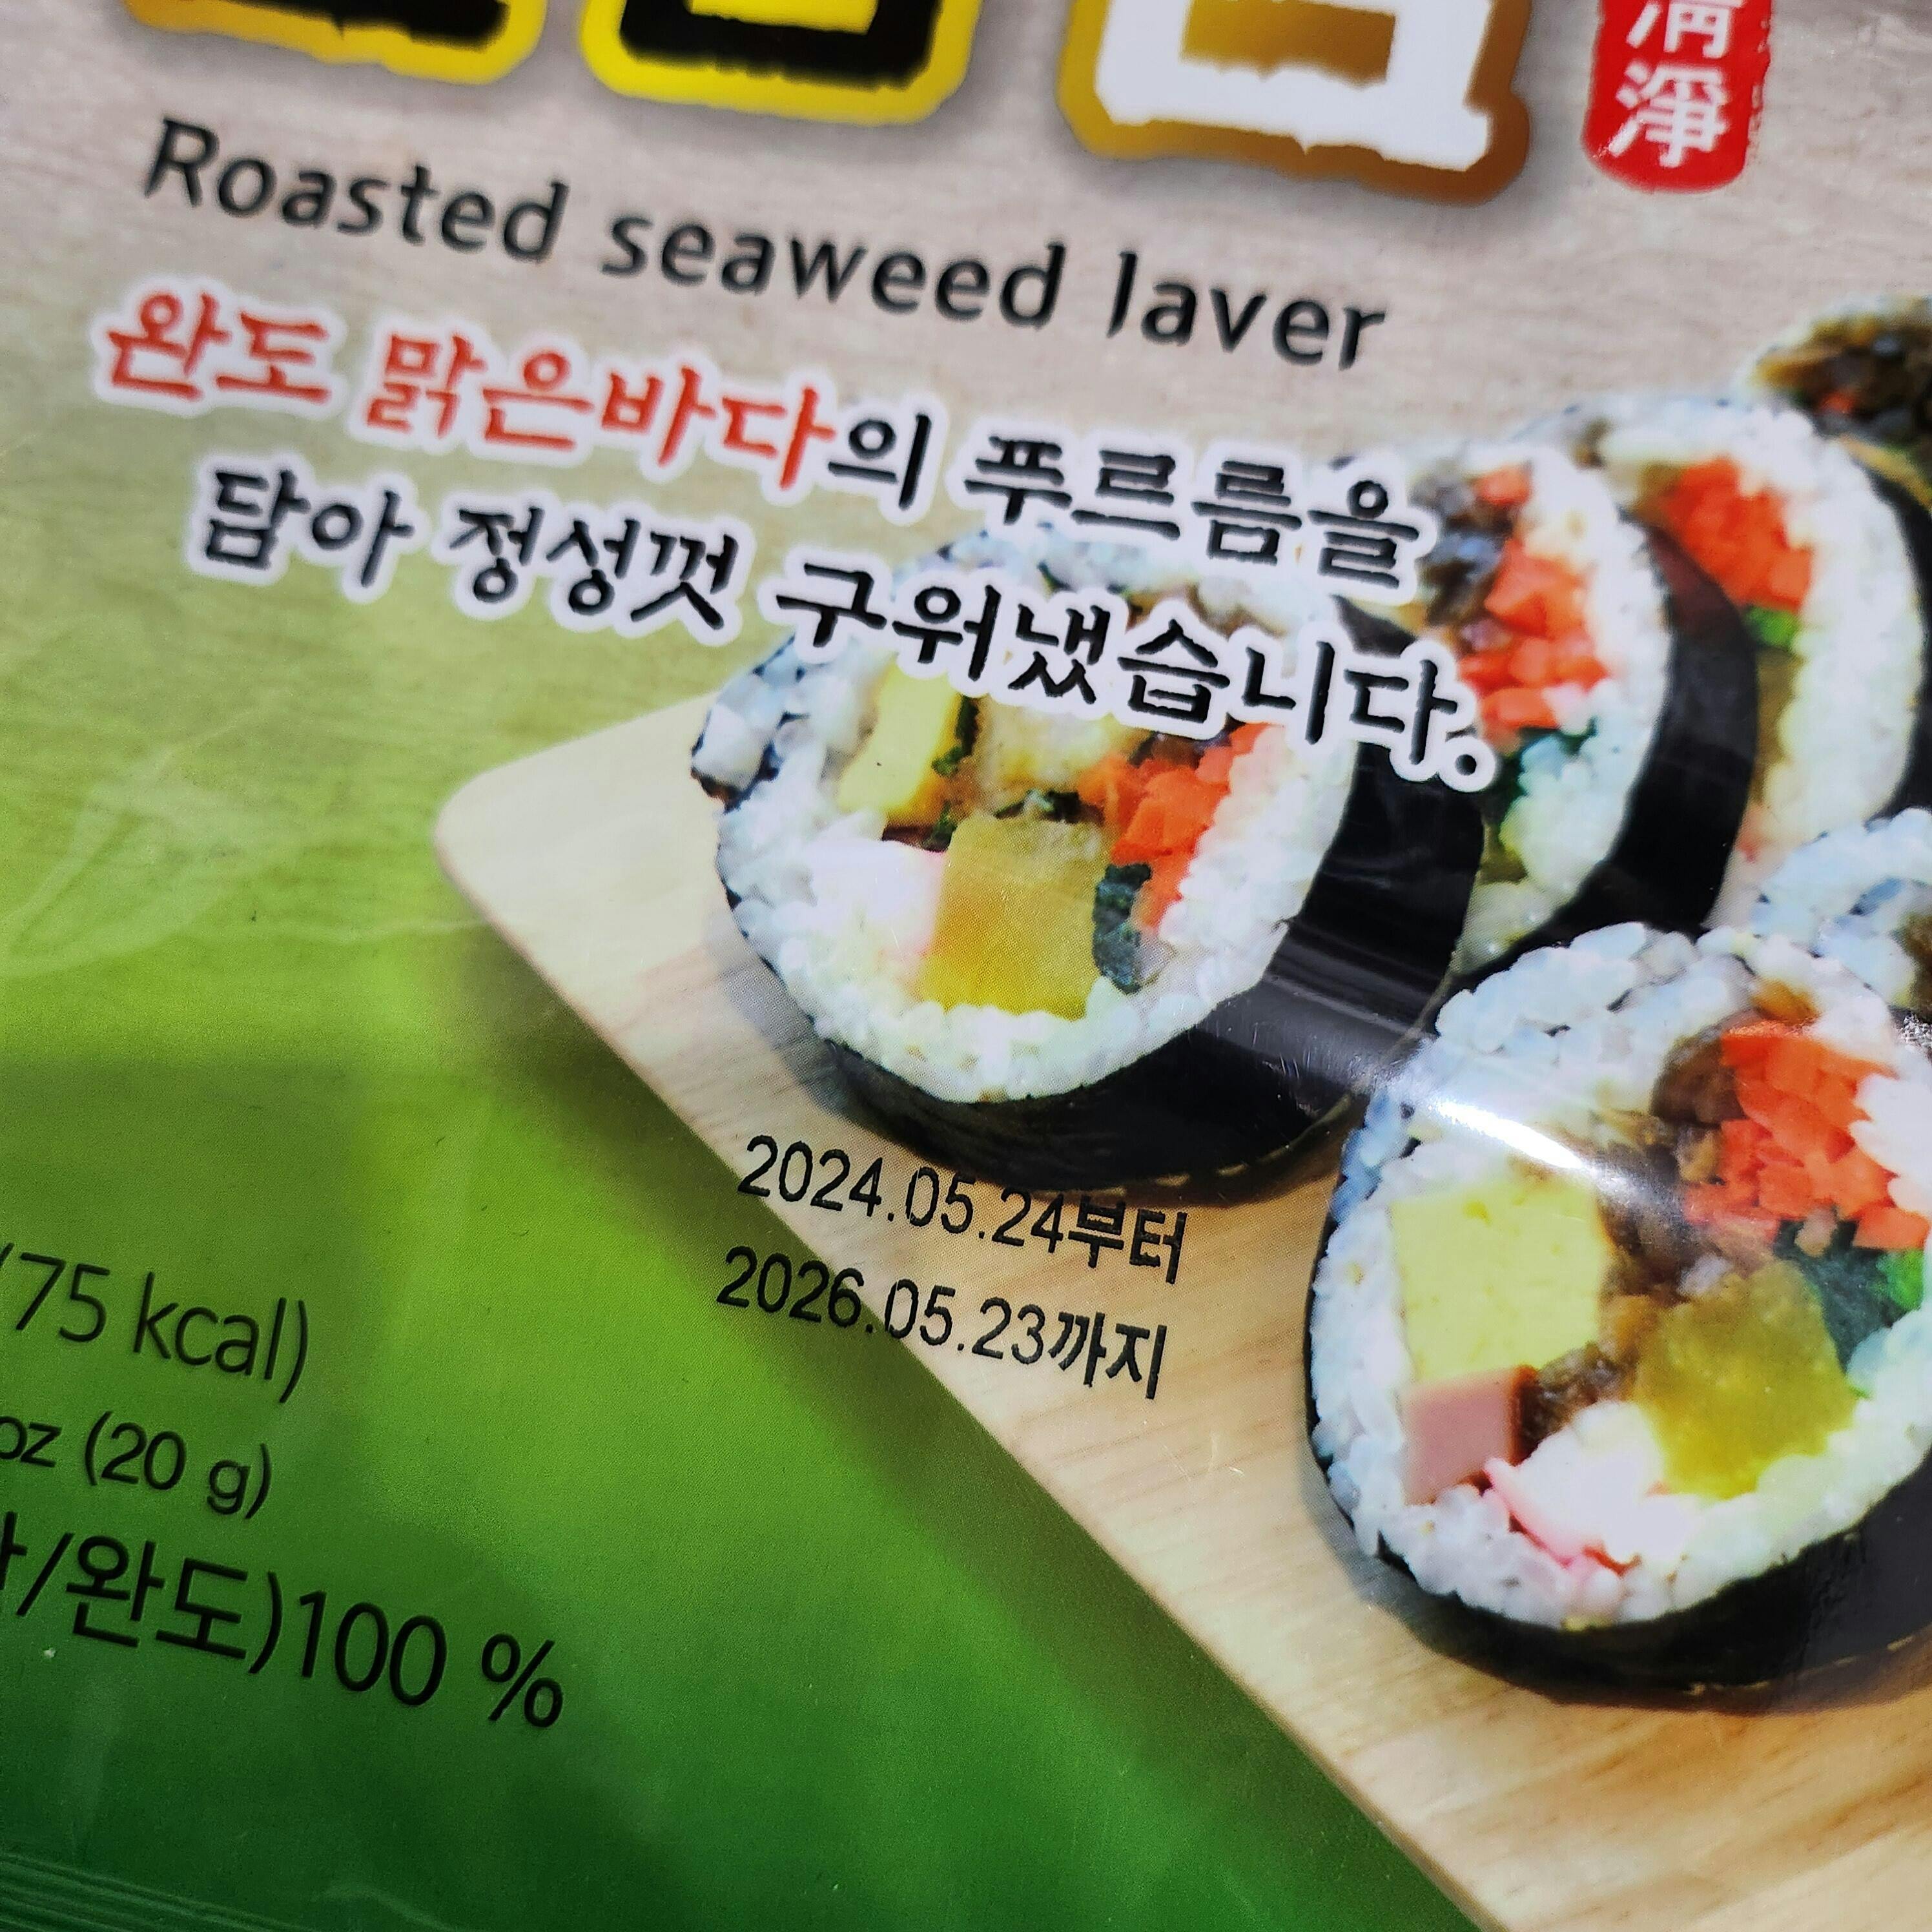 清
淨
Roasted seaweed laver
완도 맑은바다의 푸르름을
담아 정성껏 구워냈습니다.
2024.05.24부터
2026.05.23까지
(75 kcal)
oz (20 g)
/완도)100 %